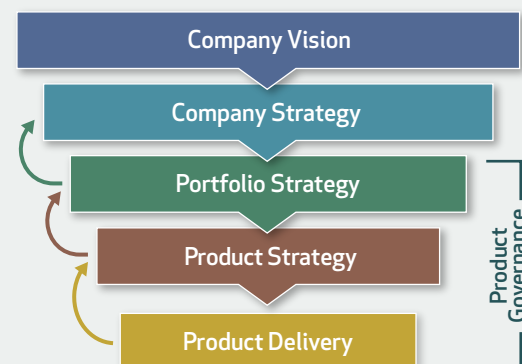 Company Vision
Company Strategy
Portfolio Strategy
Product Strategy
Product Delivery
Product
Governance